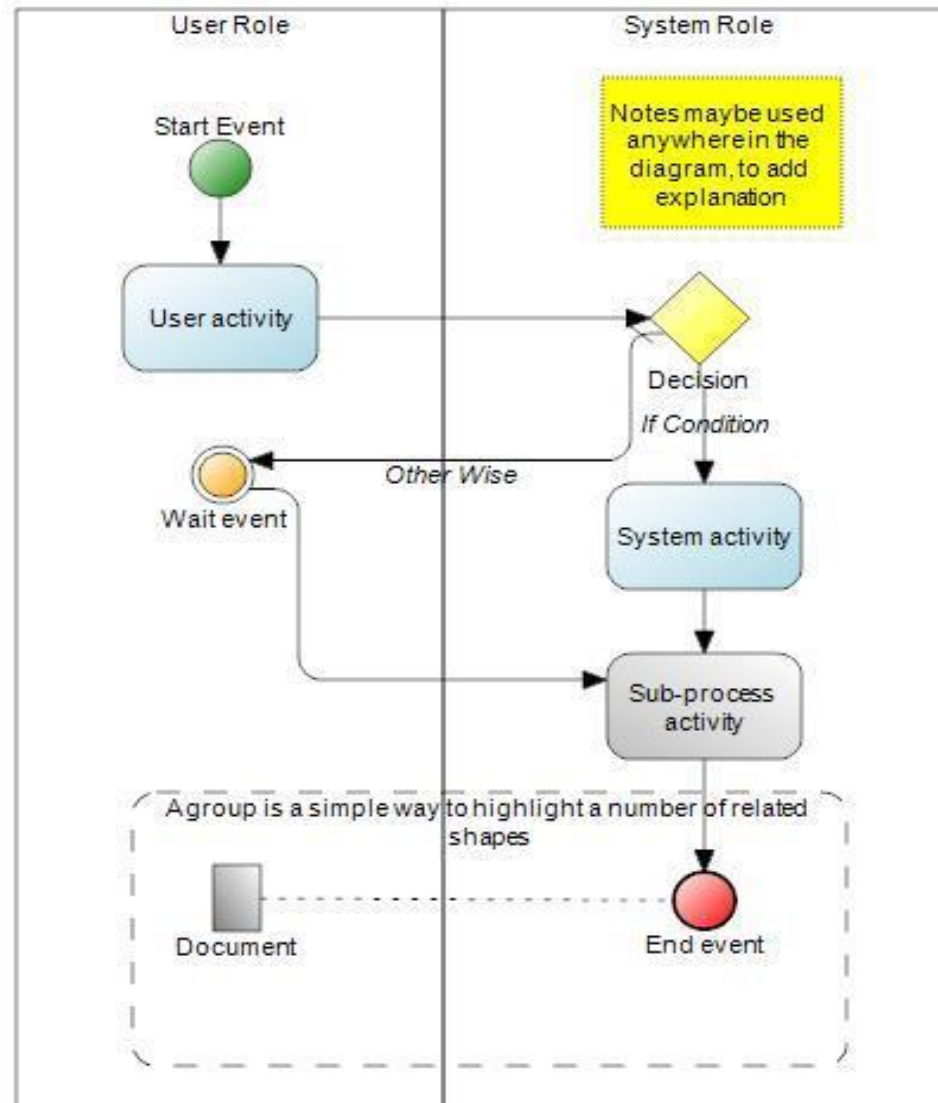 User Role
System Role
Start Event
Notes maybe used
anywhere in the
diagram, to add
explanation
User activity
Decision
If Condition
Other Wise
Wait event
System activity
Sub-process
activity
A group is a simple way to highlight a number of related
shapes
Document
End event